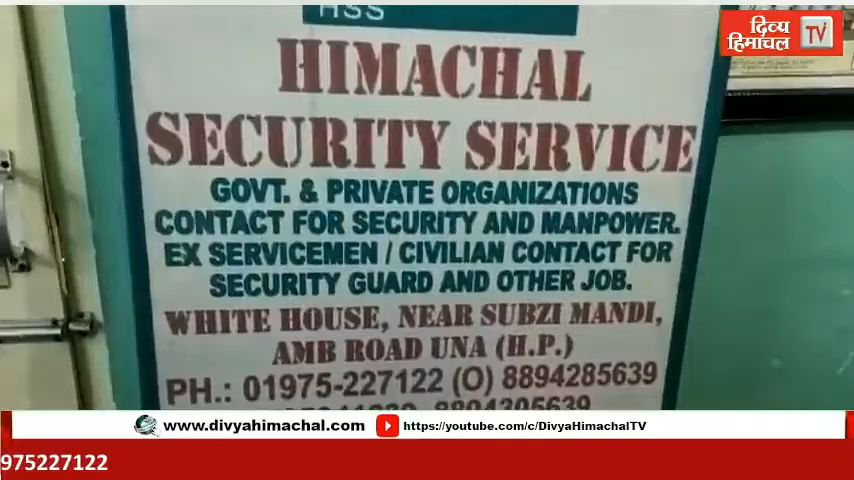 HSS
दिव्य
हिमाचल TV
HIMACHAL
SECURITY SERVICE
GOVT. & PRIVATE ORGANIZATIONS
CONTACT FOR SECURITY AND MANPOWER.
EX SERVICEMEN / CIVILIAN CONTACT FOR
SECURITY GUARD AND OTHER JOB.
WHITE HOUSE, NEAR SUBZI MANDI,
AMB ROAD UNA (H.P.)
PH.: 01975-227122 (O) 8894285639
8894305639
www.divyahimachal.com https://youtube.com/c/DivyaHimachalTV
975227122